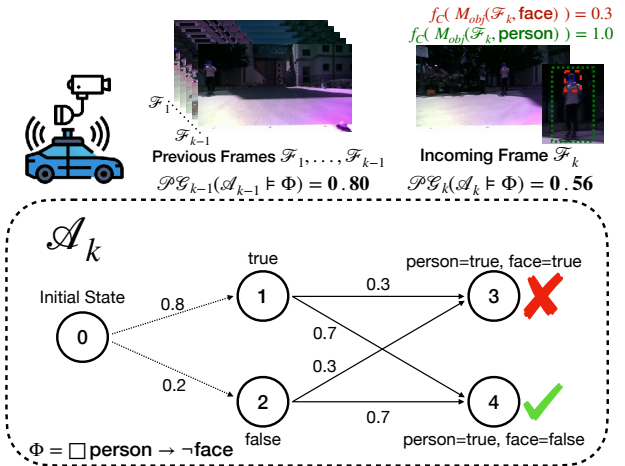 f_C( M_obj(ℱ_k, face) ) = 0.3
f_C( M_obj(ℱ_k, person) ) = 1.0
ℱ_1
ℱ_{k−1}
Previous Frames ℱ_1, . . . , ℱ_{k−1}
Incoming Frame ℱ_k
𝒫𝒢_{k−1}(𝒜_{k−1} ⊨ Φ) = 0.80
𝒫𝒢_k(𝒜_k ⊨ Φ) = 0.56
𝒜_k
true
person=true, face=true
Initial State
0.8
1
0.3
3
0
0.7
0.3
0.2
2
0.7
4
false
person=true, face=false
Φ = □ person → ¬face